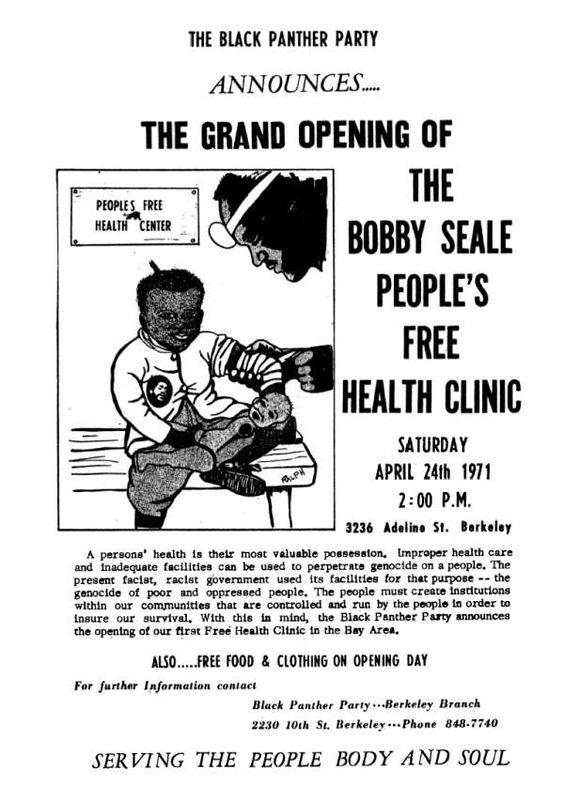 THE BLACK PANTHER PARTY
ANNOUNCES.....
THE GRAND OPENING OF
THE
BOBBY SEALE
PEOPLE'S
FREE
HEALTH CLINIC
PEOPLES FREE
HEALTH CENTER
RALPH
SATURDAY
APRIL 24th 1971
2:00 P.M.
3236 Adeline St. Berkeley
A persons' health is their most valuable possession. Improper health care
and inadequate facilities can be used to perpetrate genocide on a people. The
present facist, racist government used its facilities for that purpose -- the
genocide of poor and oppressed people. The people must create institutions
within our communities that are controlled and run by the people in order to
insure our survival. With this in mind, the Black Panther Party announces
the opening of our first Free Health Clinic in the Bay Area.
ALSO.....FREE FOOD & CLOTHING ON OPENING DAY
For further Information contact
Black Panther Party...Berkeley Branch
2230 10th St. Berkeley...Phone 848-7740
SERVING THE PEOPLE BODY AND SOUL